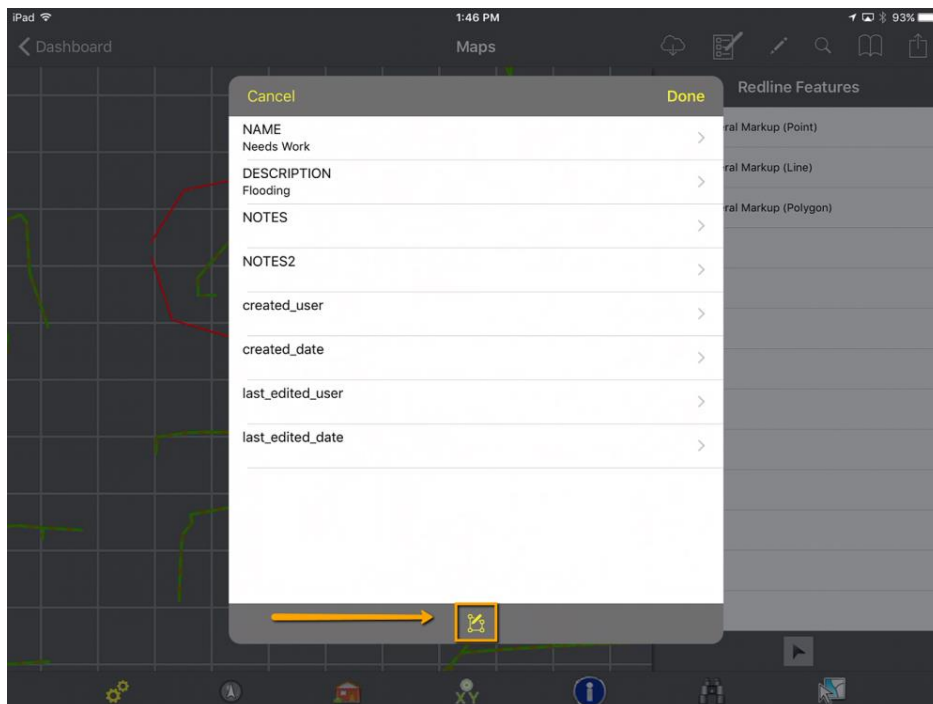 iPad 1:46 PM 93%
Dashboard Maps
Cancel Done Redline Features
NAME
Needs Work
DESCRIPTION
Flooding
NOTES
NOTES2
created_user
created_date
last_edited_user
last_edited_date
ral Markup (Point)
ral Markup (Line)
ral Markup (Polygon)
XY
i